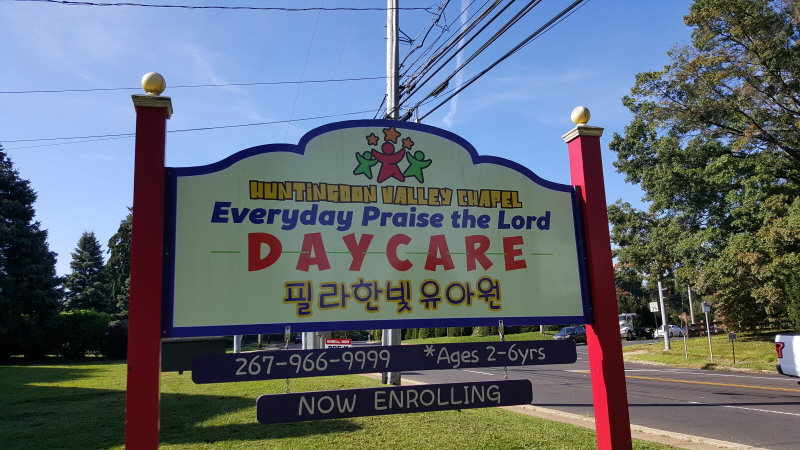 HUNTINGDON VALLEY CHAPEL
Everyday Praise the Lord
DAYCARE
필라한빛유아원
267-966-9999 *Ages 2-6yrs
NOW ENROLLING